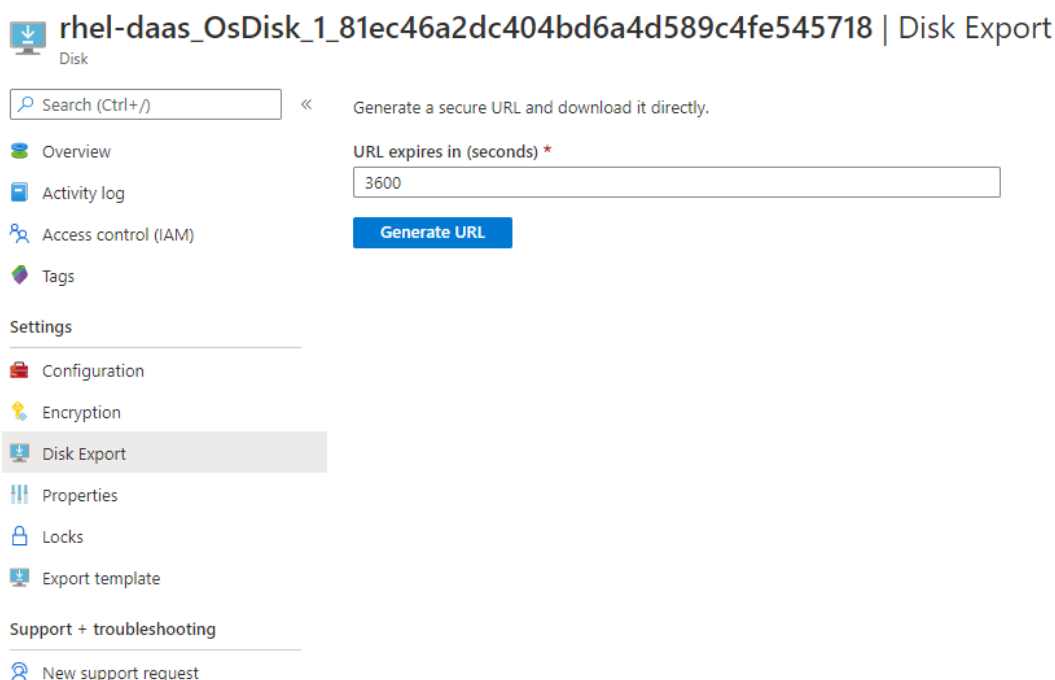 rhel-daas_OsDisk_1_81ec46a2dc404bd6a4d589c4fe545718 | Disk Export
Disk
Search (Ctrl+/)
«
Overview
Activity log
Access control (IAM)
Tags
Settings
Configuration
Encryption
Disk Export
Properties
Locks
Export template
Support + troubleshooting
New support request
Generate a secure URL and download it directly.
URL expires in (seconds) *
3600
Generate URL